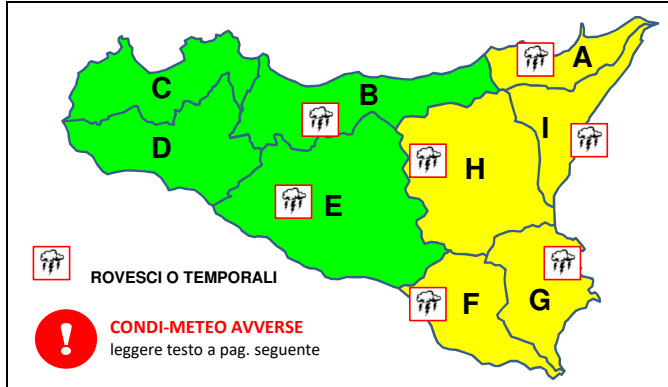 A
C
B
I
D
H
E
F
G
ROVESCI O TEMPORALI
CONDI-METEO AVVERSE
leggere testo a pag. seguente